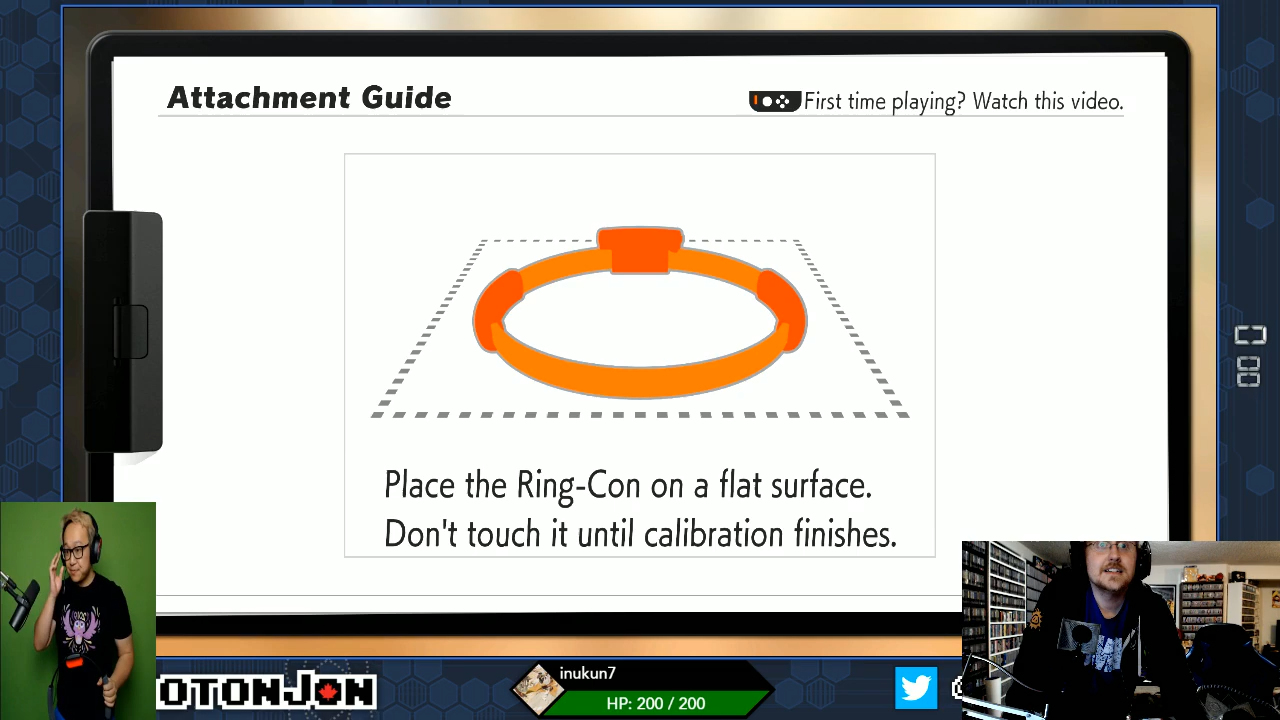 Attachment Guide
First time playing? Watch this video.
Place the Ring-Con on a flat surface.
Don't touch it until calibration finishes.
OTONJON
inukun7
HP: 200 / 200